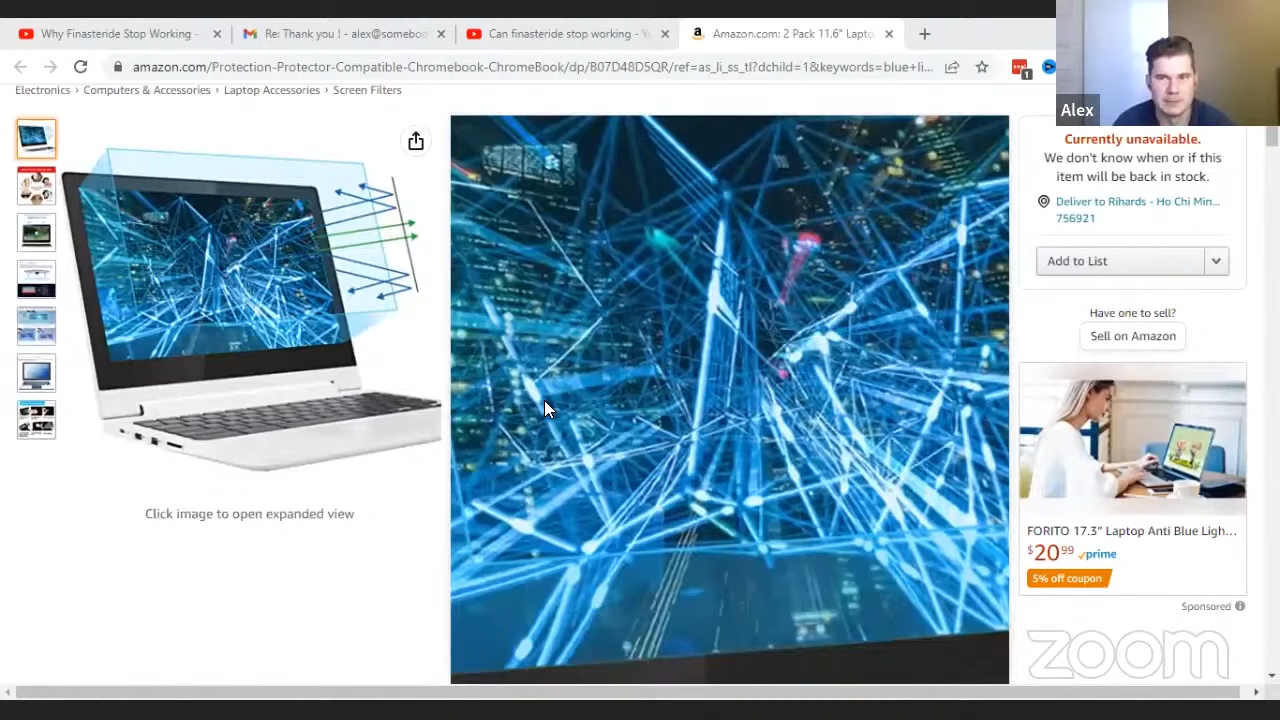 Why Finasteride Stop Working -
Re: Thank you ! - alex@someboo
Can finasteride stop working - Yo
Amazon.com: 2 Pack 11.6" Lapto
amazon.com/Protection-Protector-Compatible-Chromebook-ChromeBook/dp/B07D48D5QR/ref=as_li_ss_tl?dchild=1&keywords=blue+li...
1
Electronics › Computers & Accessories › Laptop Accessories › Screen Filters
Alex
Currently unavailable.
We don't know when or if this
item will be back in stock.
Deliver to Rihards - Ho Chi Min...
756921
Add to List
Have one to sell?
Sell on Amazon
Click image to open expanded view
FORITO 17.3" Laptop Anti Blue Ligh...
$20 99 prime
5% off coupon
Sponsored
zoom